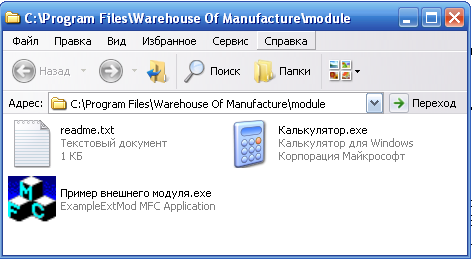 C:\Program Files\Warehouse Of Manufacture\module
Файл Правка Вид Избранное Сервис Справка
Назад Поиск Папки
Адрес: C:\Program Files\Warehouse Of Manufacture\module Переход
readme.txt
Текстовый документ
1 КБ
Калькулятор.exe
Калькулятор для Windows
Корпорация Майкрософт
MFC
Пример внешнего модуля.exe
ExampleExtMod MFC Application